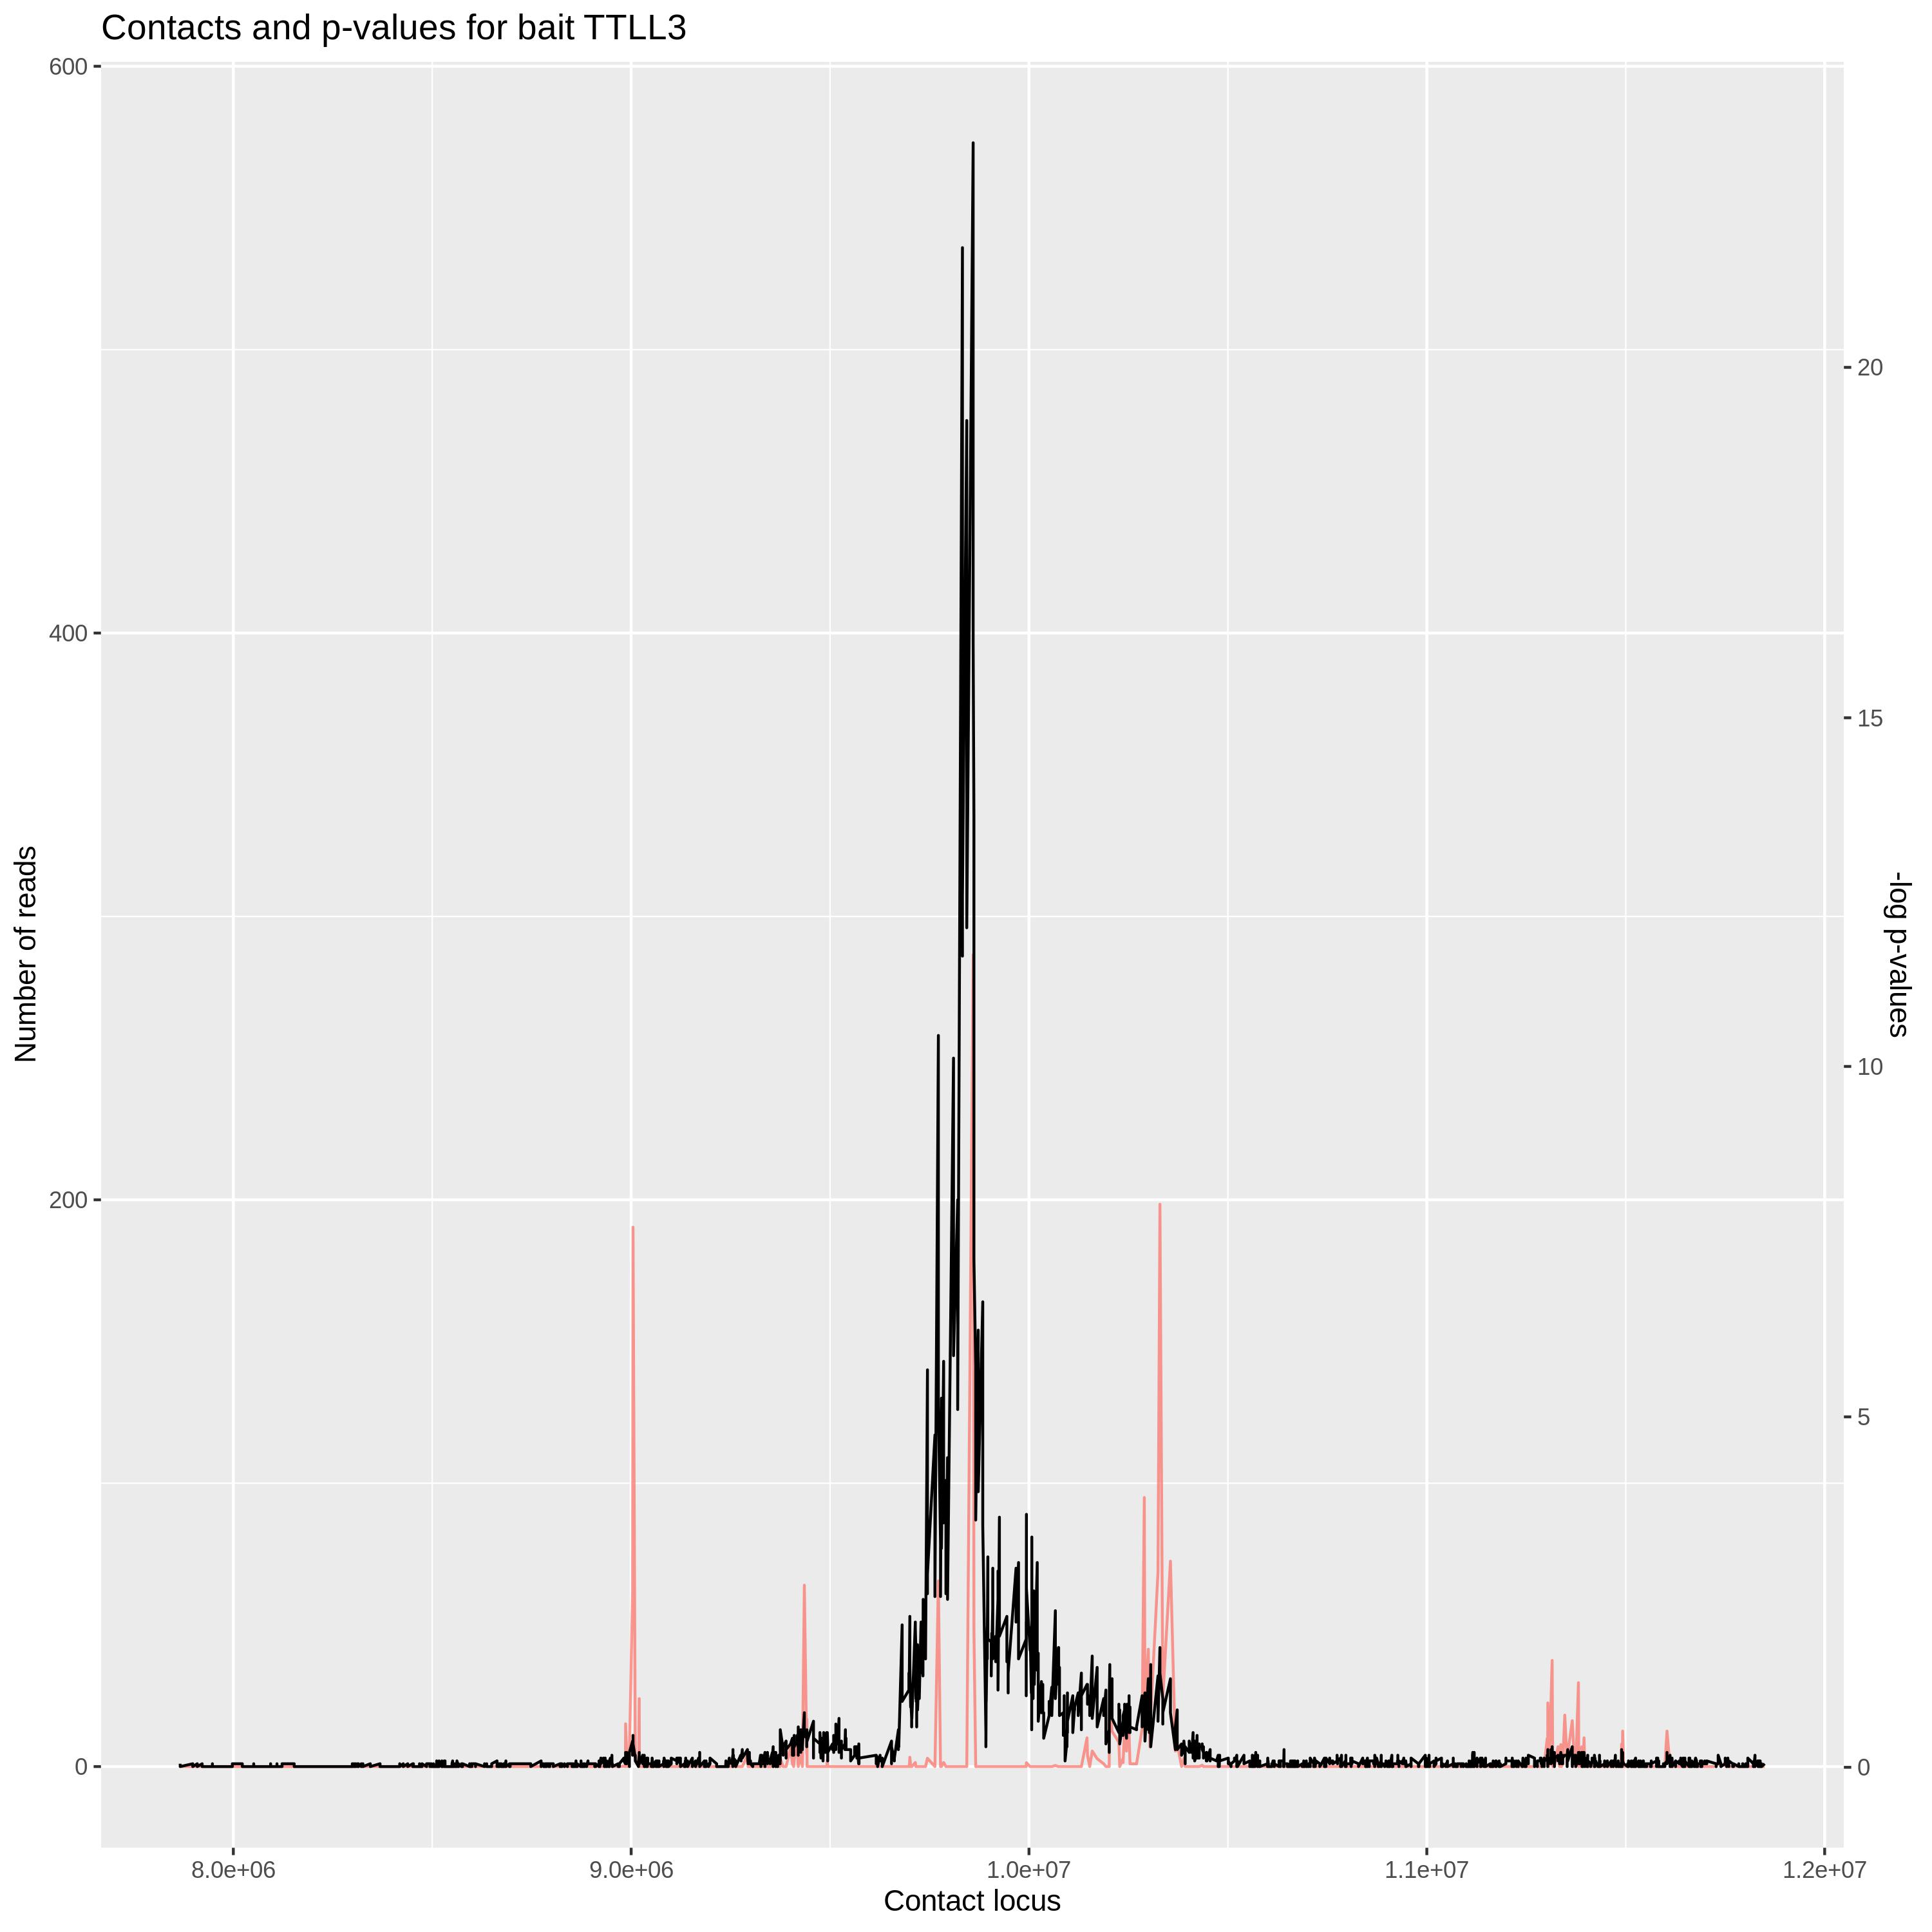 Contacts and p-values for bait TTLL3
600
400
200
0
Number of reads
20
15
10
5
0
-log p-values
8.0e+06
9.0e+06
1.0e+07
1.1e+07
1.2e+07
Contact locus